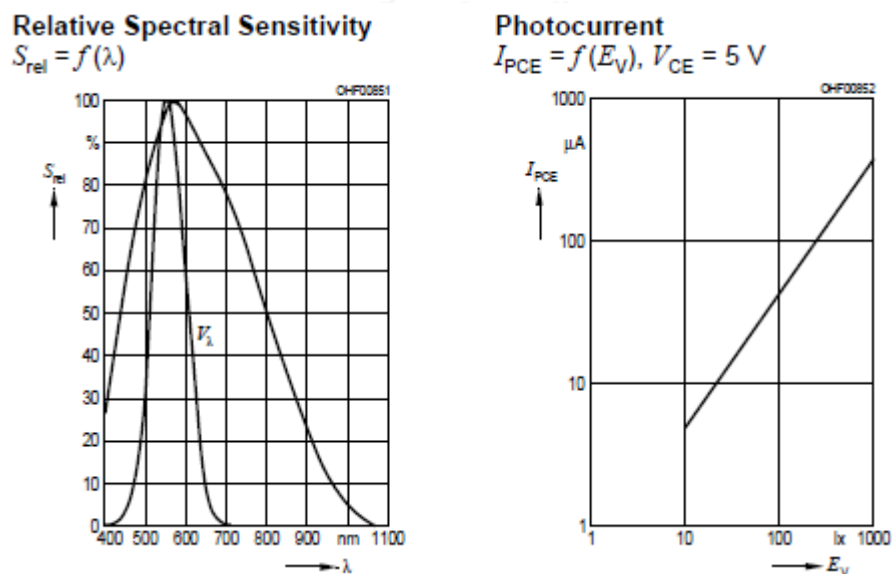 Relative Spectral Sensitivity
S_rel = f(λ)
OHF00851
100
%
S_rel
80
70
60
50
40
30
20
10
0
V_λ
400 500 600 700 800 900 nm 1100
λ
Photocurrent
I_PCE = f(E_V), V_CE = 5 V
OHF00852
1000
µA
I_PCE
100
10
1
1 10 100 lx 1000
E_V